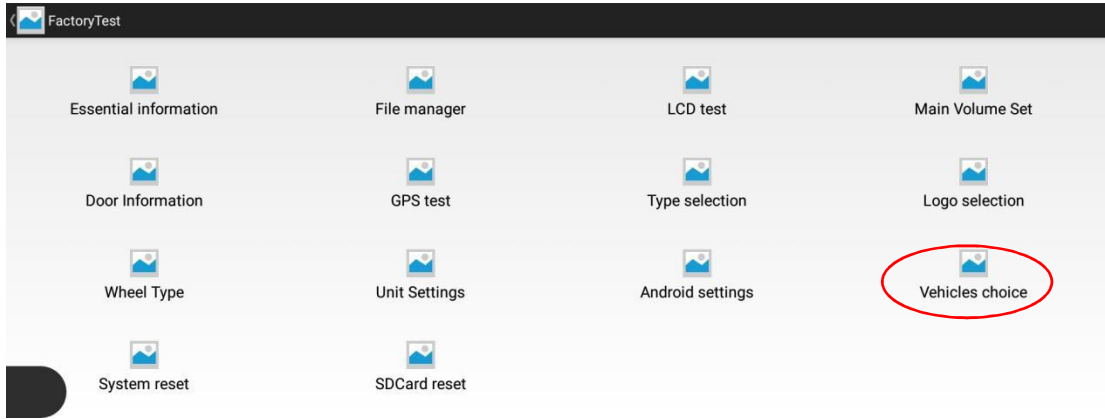 FactoryTest
Essential information File manager LCD test Main Volume Set
Door Information GPS test Type selection Logo selection
Wheel Type Unit Settings Android settings Vehicles choice
System reset SDCard reset